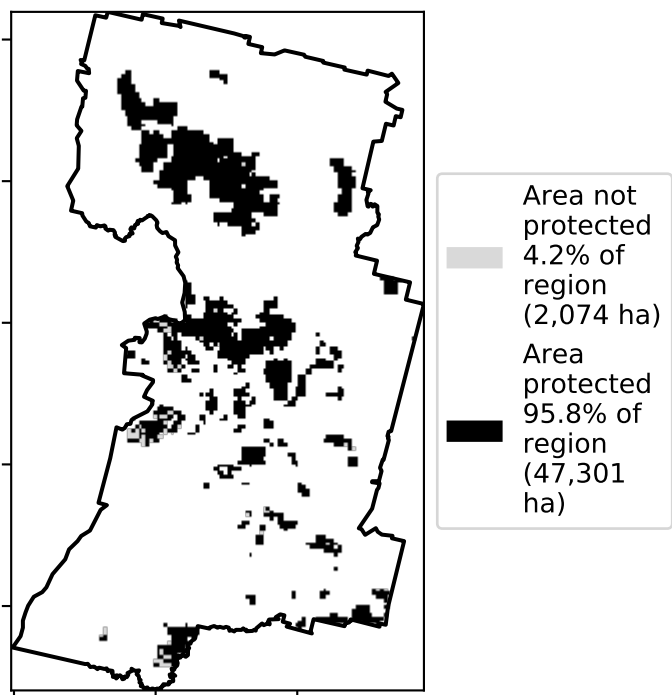 Area not
protected
4.2% of
region
(2,074 ha)
Area
protected
95.8% of
region
(47,301
ha)